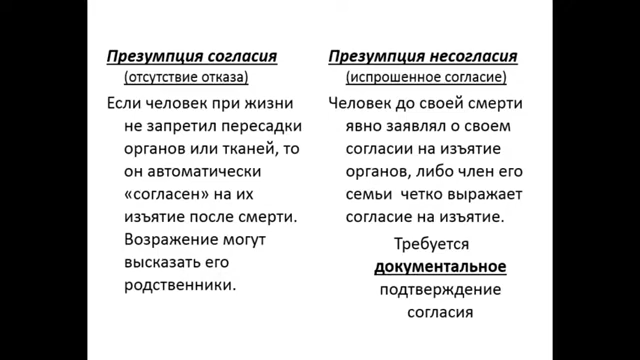 Презумпция согласия
(отсутствие отказа)
Если человек при жизни
не запретил пересадки
органов или тканей, то
он автоматически
«согласен» на их
изъятие после смерти.
Возражение могут
высказать его
родственники.
Презумпция несогласия
(испрошенное согласие)
Человек до своей смерти
явно заявлял о своем
согласии на изъятие
органов, либо член его
семьи четко выражает
согласие на изъятие.
Требуется
документальное
подтверждение
согласия